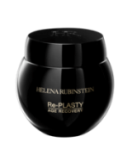 HELENA RUBINSTEIN
Re-PLASTY
AGE RECOVERY